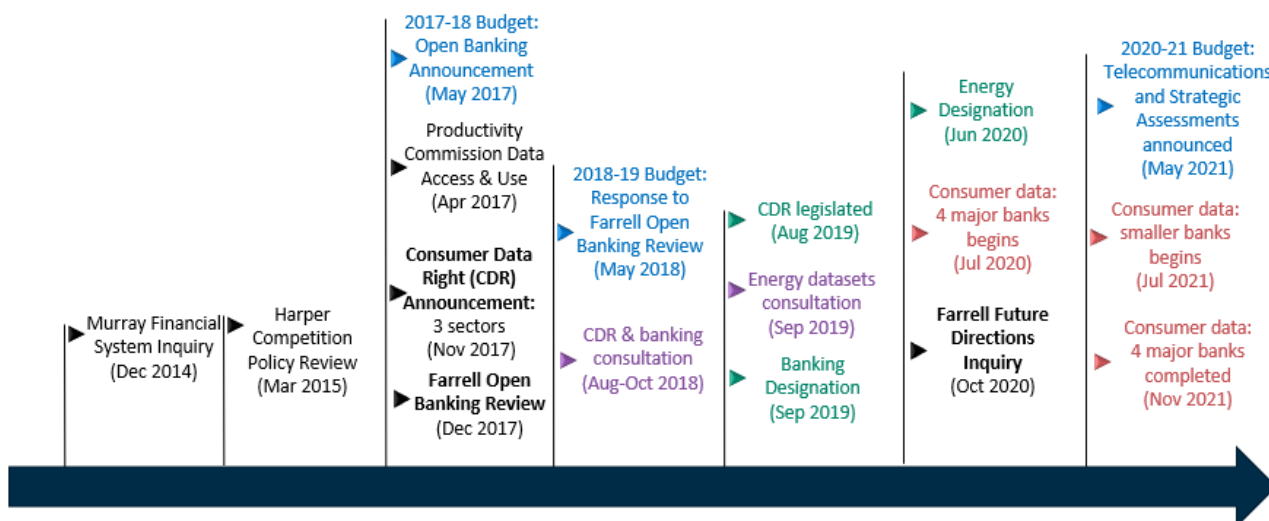 Murray Financial
System Inquiry
(Dec 2014)
Harper
Competition
Policy Review
(Mar 2015)
2017-18 Budget:
Open Banking
Announcement
(May 2017)
Productivity
Commission Data
Access & Use
(Apr 2017)
Consumer Data
Right (CDR)
Announcement:
3 sectors
(Nov 2017)
Farrell Open
Banking Review
(Dec 2017)
2018-19 Budget:
Response to
Farrell Open
Banking Review
(May 2018)
CDR & banking
consultation
(Aug-Oct 2018)
CDR legislated
(Aug 2019)
Energy datasets
consultation
(Sep 2019)
Banking
Designation
(Sep 2019)
Energy
Designation
(Jun 2020)
Consumer data:
4 major banks
begins
(Jul 2020)
Farrell Future
Directions
Inquiry
(Oct 2020)
2020-21 Budget:
Telecommunications
and Strategic
Assessments
announced
(May 2021)
Consumer data:
smaller banks
begins
(Jul 2021)
Consumer data:
4 major banks
completed
(Nov 2021)